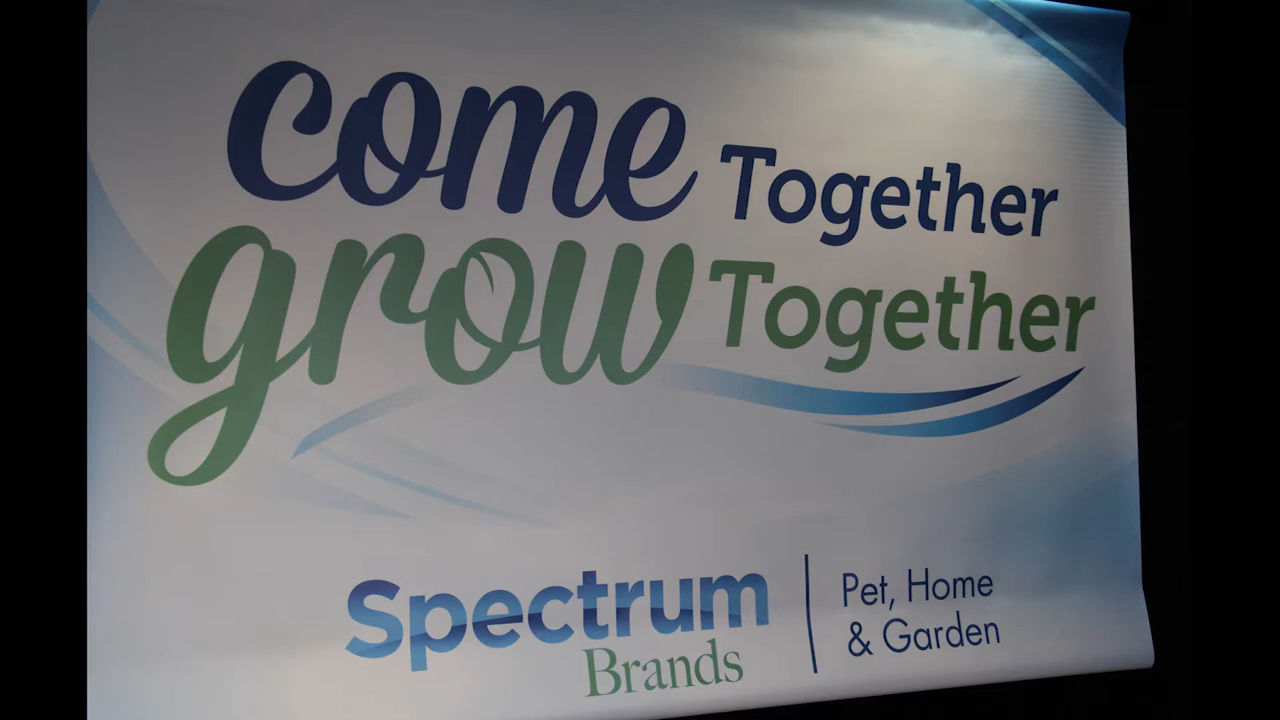 come Together
grow Together
Spectrum
Brands
Pet, Home
& Garden